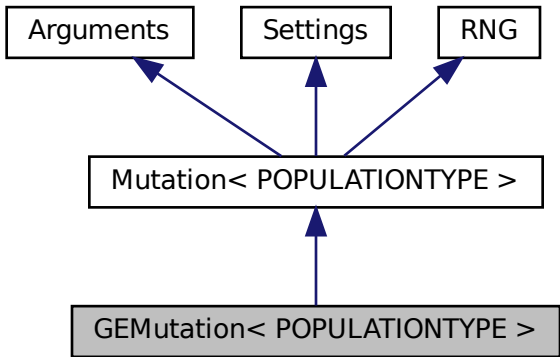 Arguments
Settings
RNG
Mutation< POPULATIONTYPE >
GEMutation< POPULATIONTYPE >